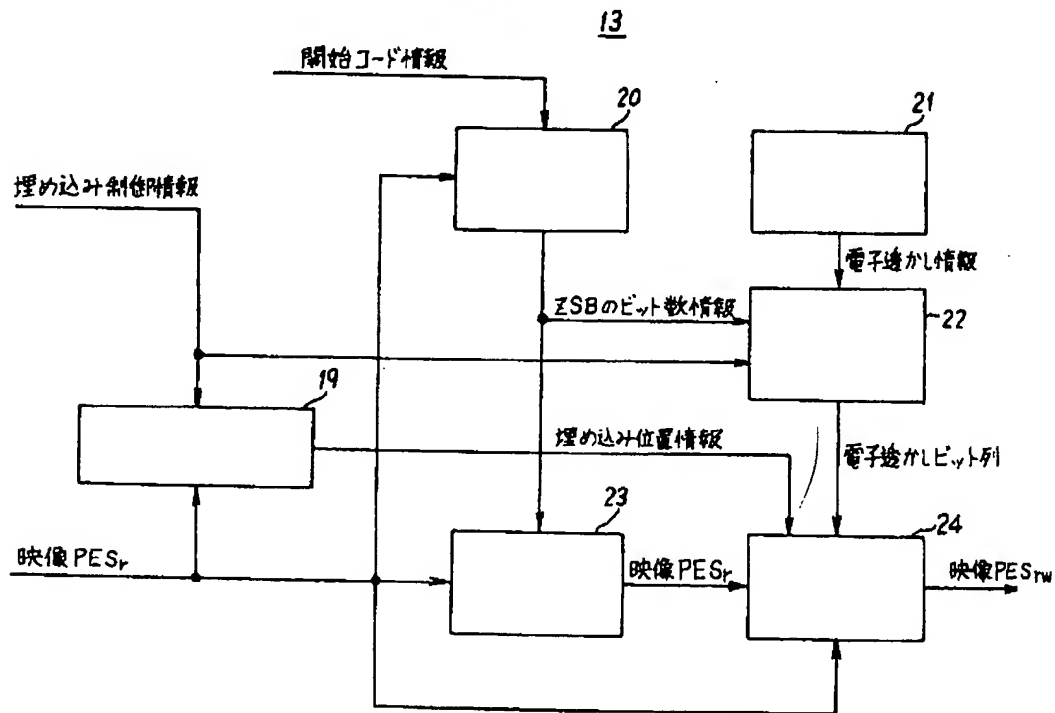 13
開始コード情報
20
21
埋め込み制御情報
電子透かし情報
ZSBのビット数情報
22
19
埋め込み位置情報
電子透かしビット列
23
24
映像PESr
映像PESr
映像PESrw